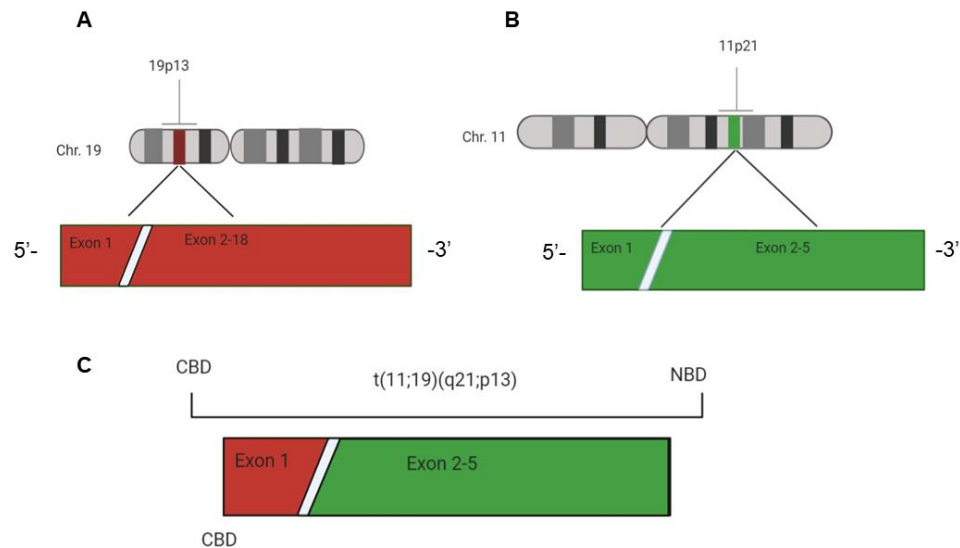 A
19p13
Chr. 19
5’-
Exon 1
Exon 2-18
-3’
B
11p21
Chr. 11
5’-
Exon 1
Exon 2-5
-3’
C
CBD
t(11;19)(q21;p13)
NBD
Exon 1
Exon 2-5
CBD